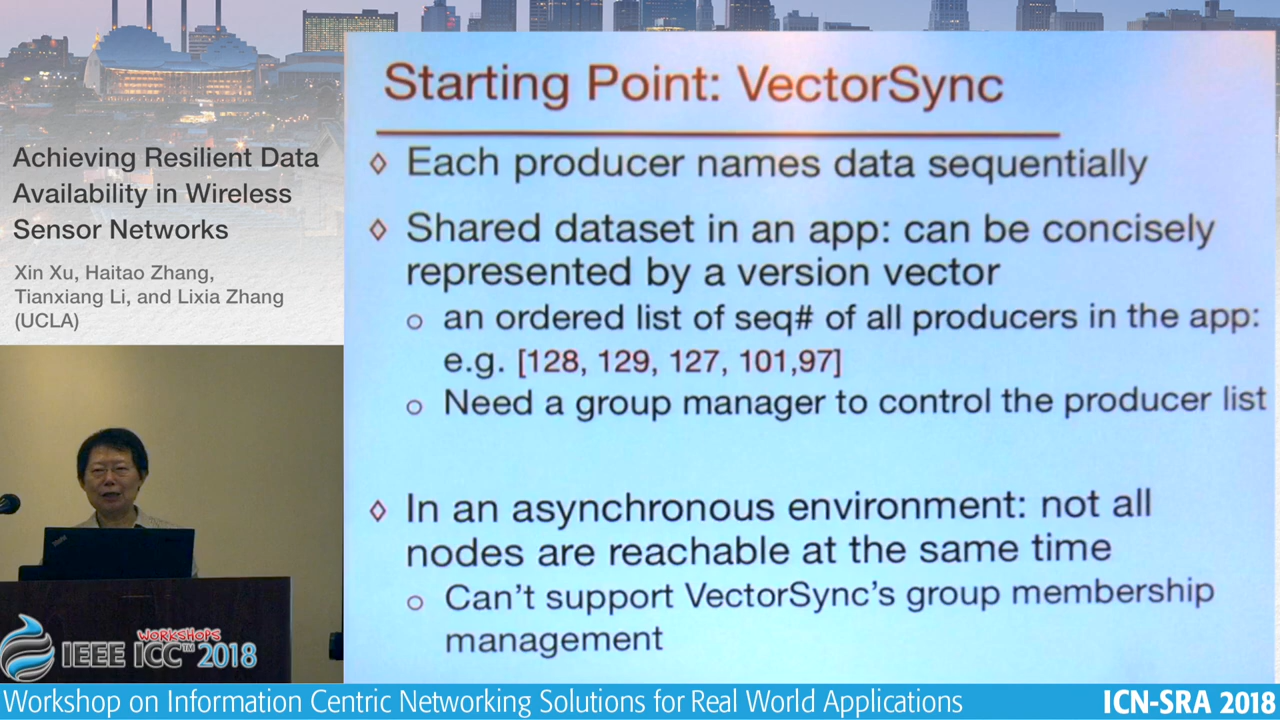 Achieving Resilient Data
Availability in Wireless
Sensor Networks
Xin Xu, Haitao Zhang,
Tianxiang Li, and Lixia Zhang
(UCLA)
Starting Point: VectorSync
◊ Each producer names data sequentially
◊ Shared dataset in an app: can be concisely
represented by a version vector
o an ordered list of seq# of all producers in the app:
e.g. [128, 129, 127, 101,97]
o Need a group manager to control the producer list
◊ In an asynchronous environment: not all
nodes are reachable at the same time
o Can't support VectorSync's group membership
management
ThinkPad
WORKSHOPS
IEEE ICC™ 2018
Workshop on Information Centric Networking Solutions for Real World Applications
ICN-SRA 2018